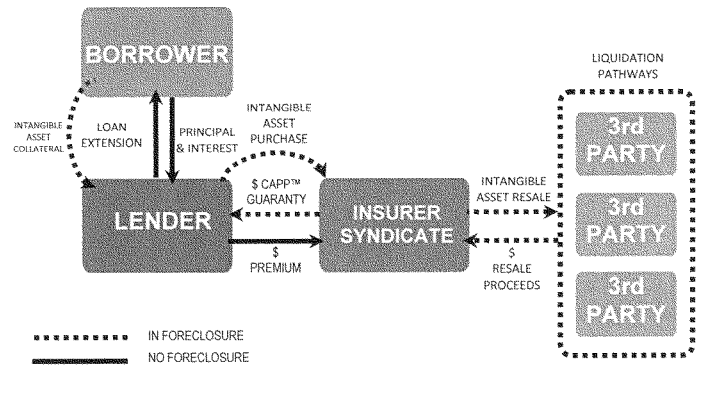 BORROWER
LIQUIDATION
PATHWAYS
INTANGIBLE
ASSET
COLLATERAL
LOAN
EXTENSION
PRINCIPAL
& INTEREST
INTANGIBLE
ASSET
PURCHASE
3rd
PARTY
LENDER
$ CAPP™
GUARANTY
INSURER
SYNDICATE
INTANGIBLE
ASSET RESALE
3rd
PARTY
$
PREMIUM
$
RESALE
PROCEEDS
3rd
PARTY
IN FORECLOSURE
NO FORECLOSURE